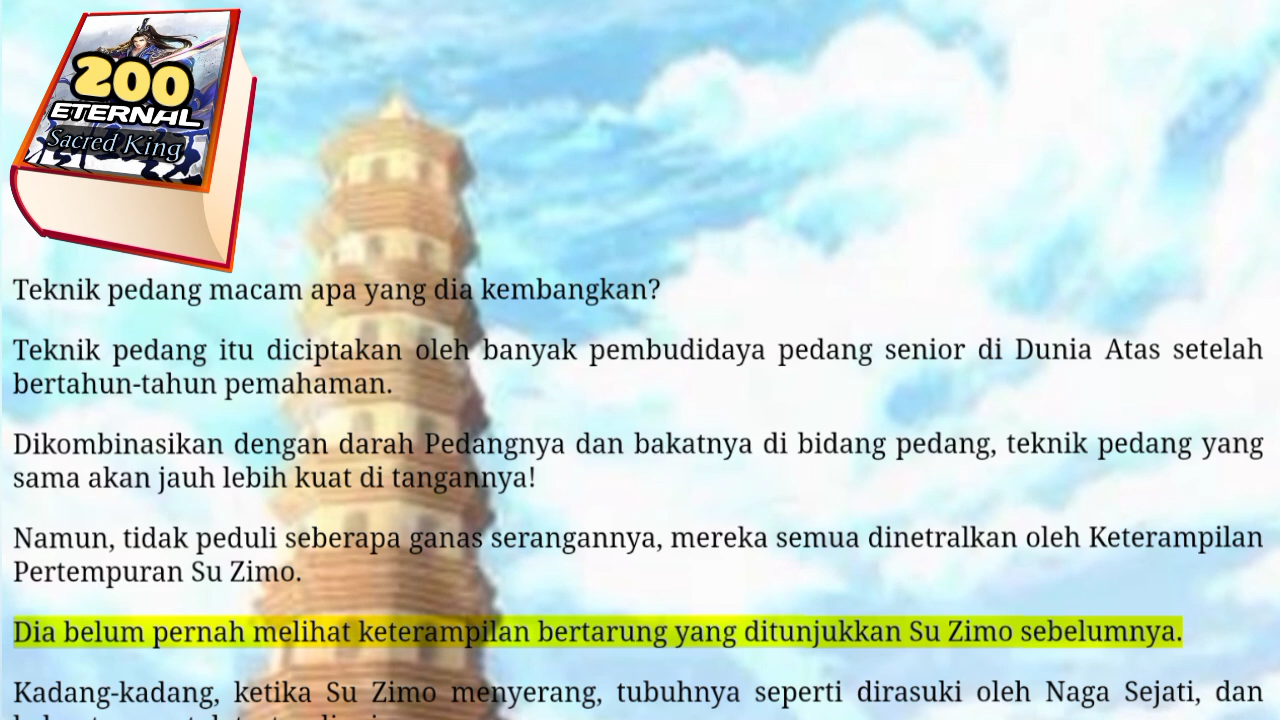 200
ETERNAL
Sacred King
Teknik pedang macam apa yang dia kembangkan?
Teknik pedang itu diciptakan oleh banyak pembudidaya pedang senior di Dunia Atas setelah
bertahun-tahun pemahaman.
Dikombinasikan dengan darah Pedangnya dan bakatnya di bidang pedang, teknik pedang yang
sama akan jauh lebih kuat di tangannya!
Namun, tidak peduli seberapa ganas serangannya, mereka semua dinetralkan oleh Keterampilan
Pertempuran Su Zimo.
Dia belum pernah melihat keterampilan bertarung yang ditunjukkan Su Zimo sebelumnya.
Kadang-kadang, ketika Su Zimo menyerang, tubuhnya seperti dirasuki oleh Naga Sejati, dan